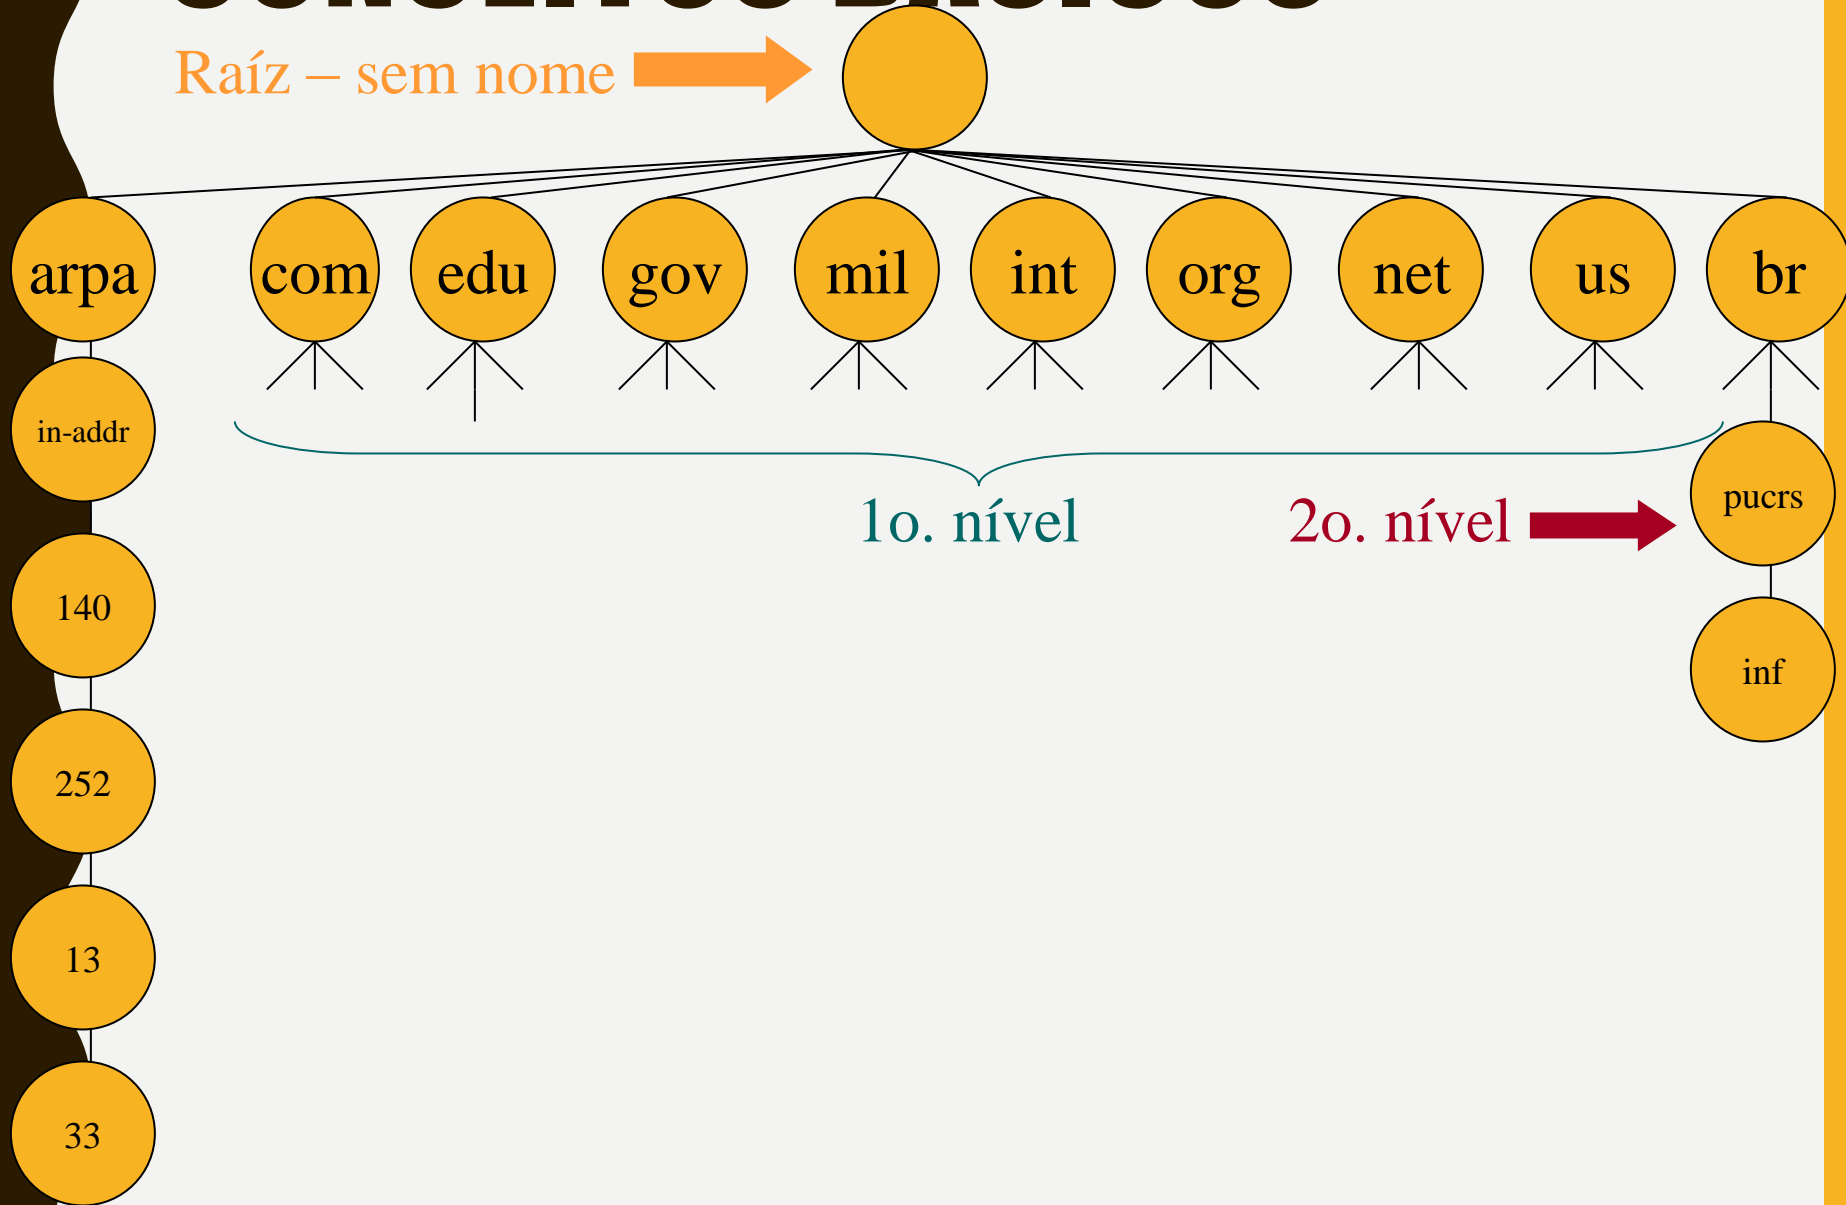 Raíz – sem nome
arpa com edu gov mil int org net us br
in-addr
pucrs
1o. nível 2o. nível
140
inf
252
13
33